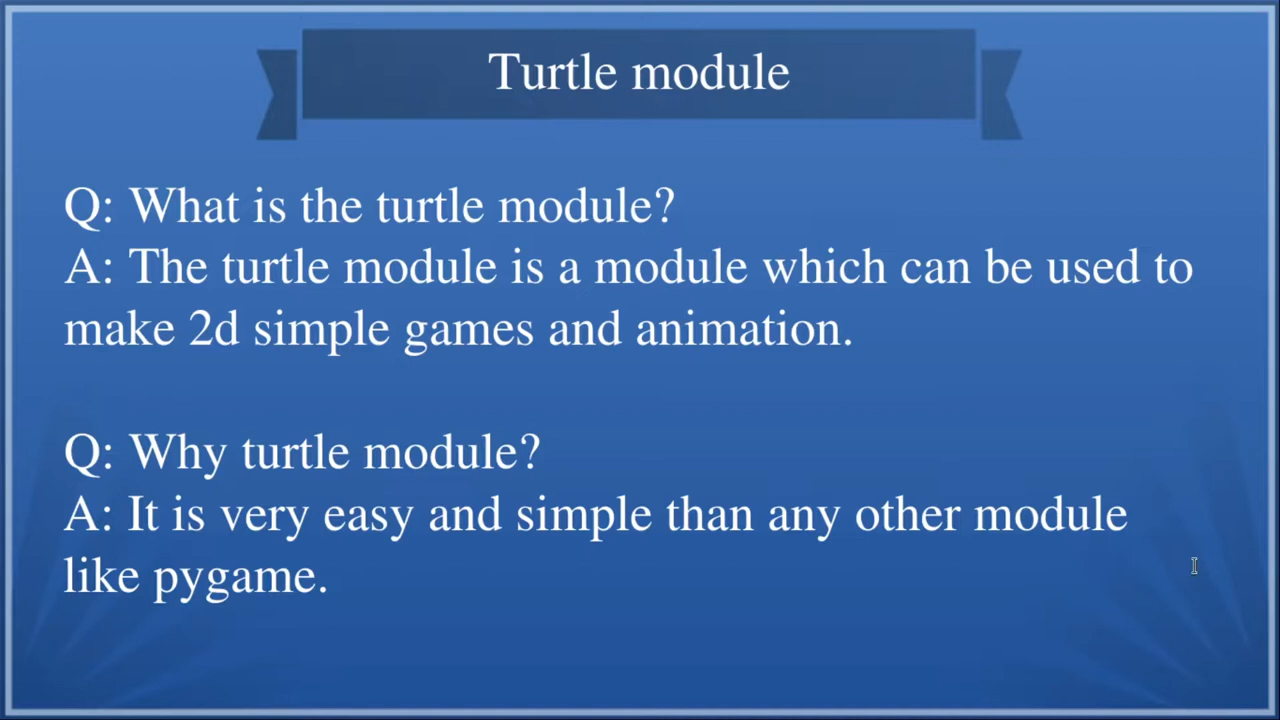 Turtle module
Q: What is the turtle module?
A: The turtle module is a module which can be used to
make 2d simple games and animation.
Q: Why turtle module?
A: It is very easy and simple than any other module
like pygame.